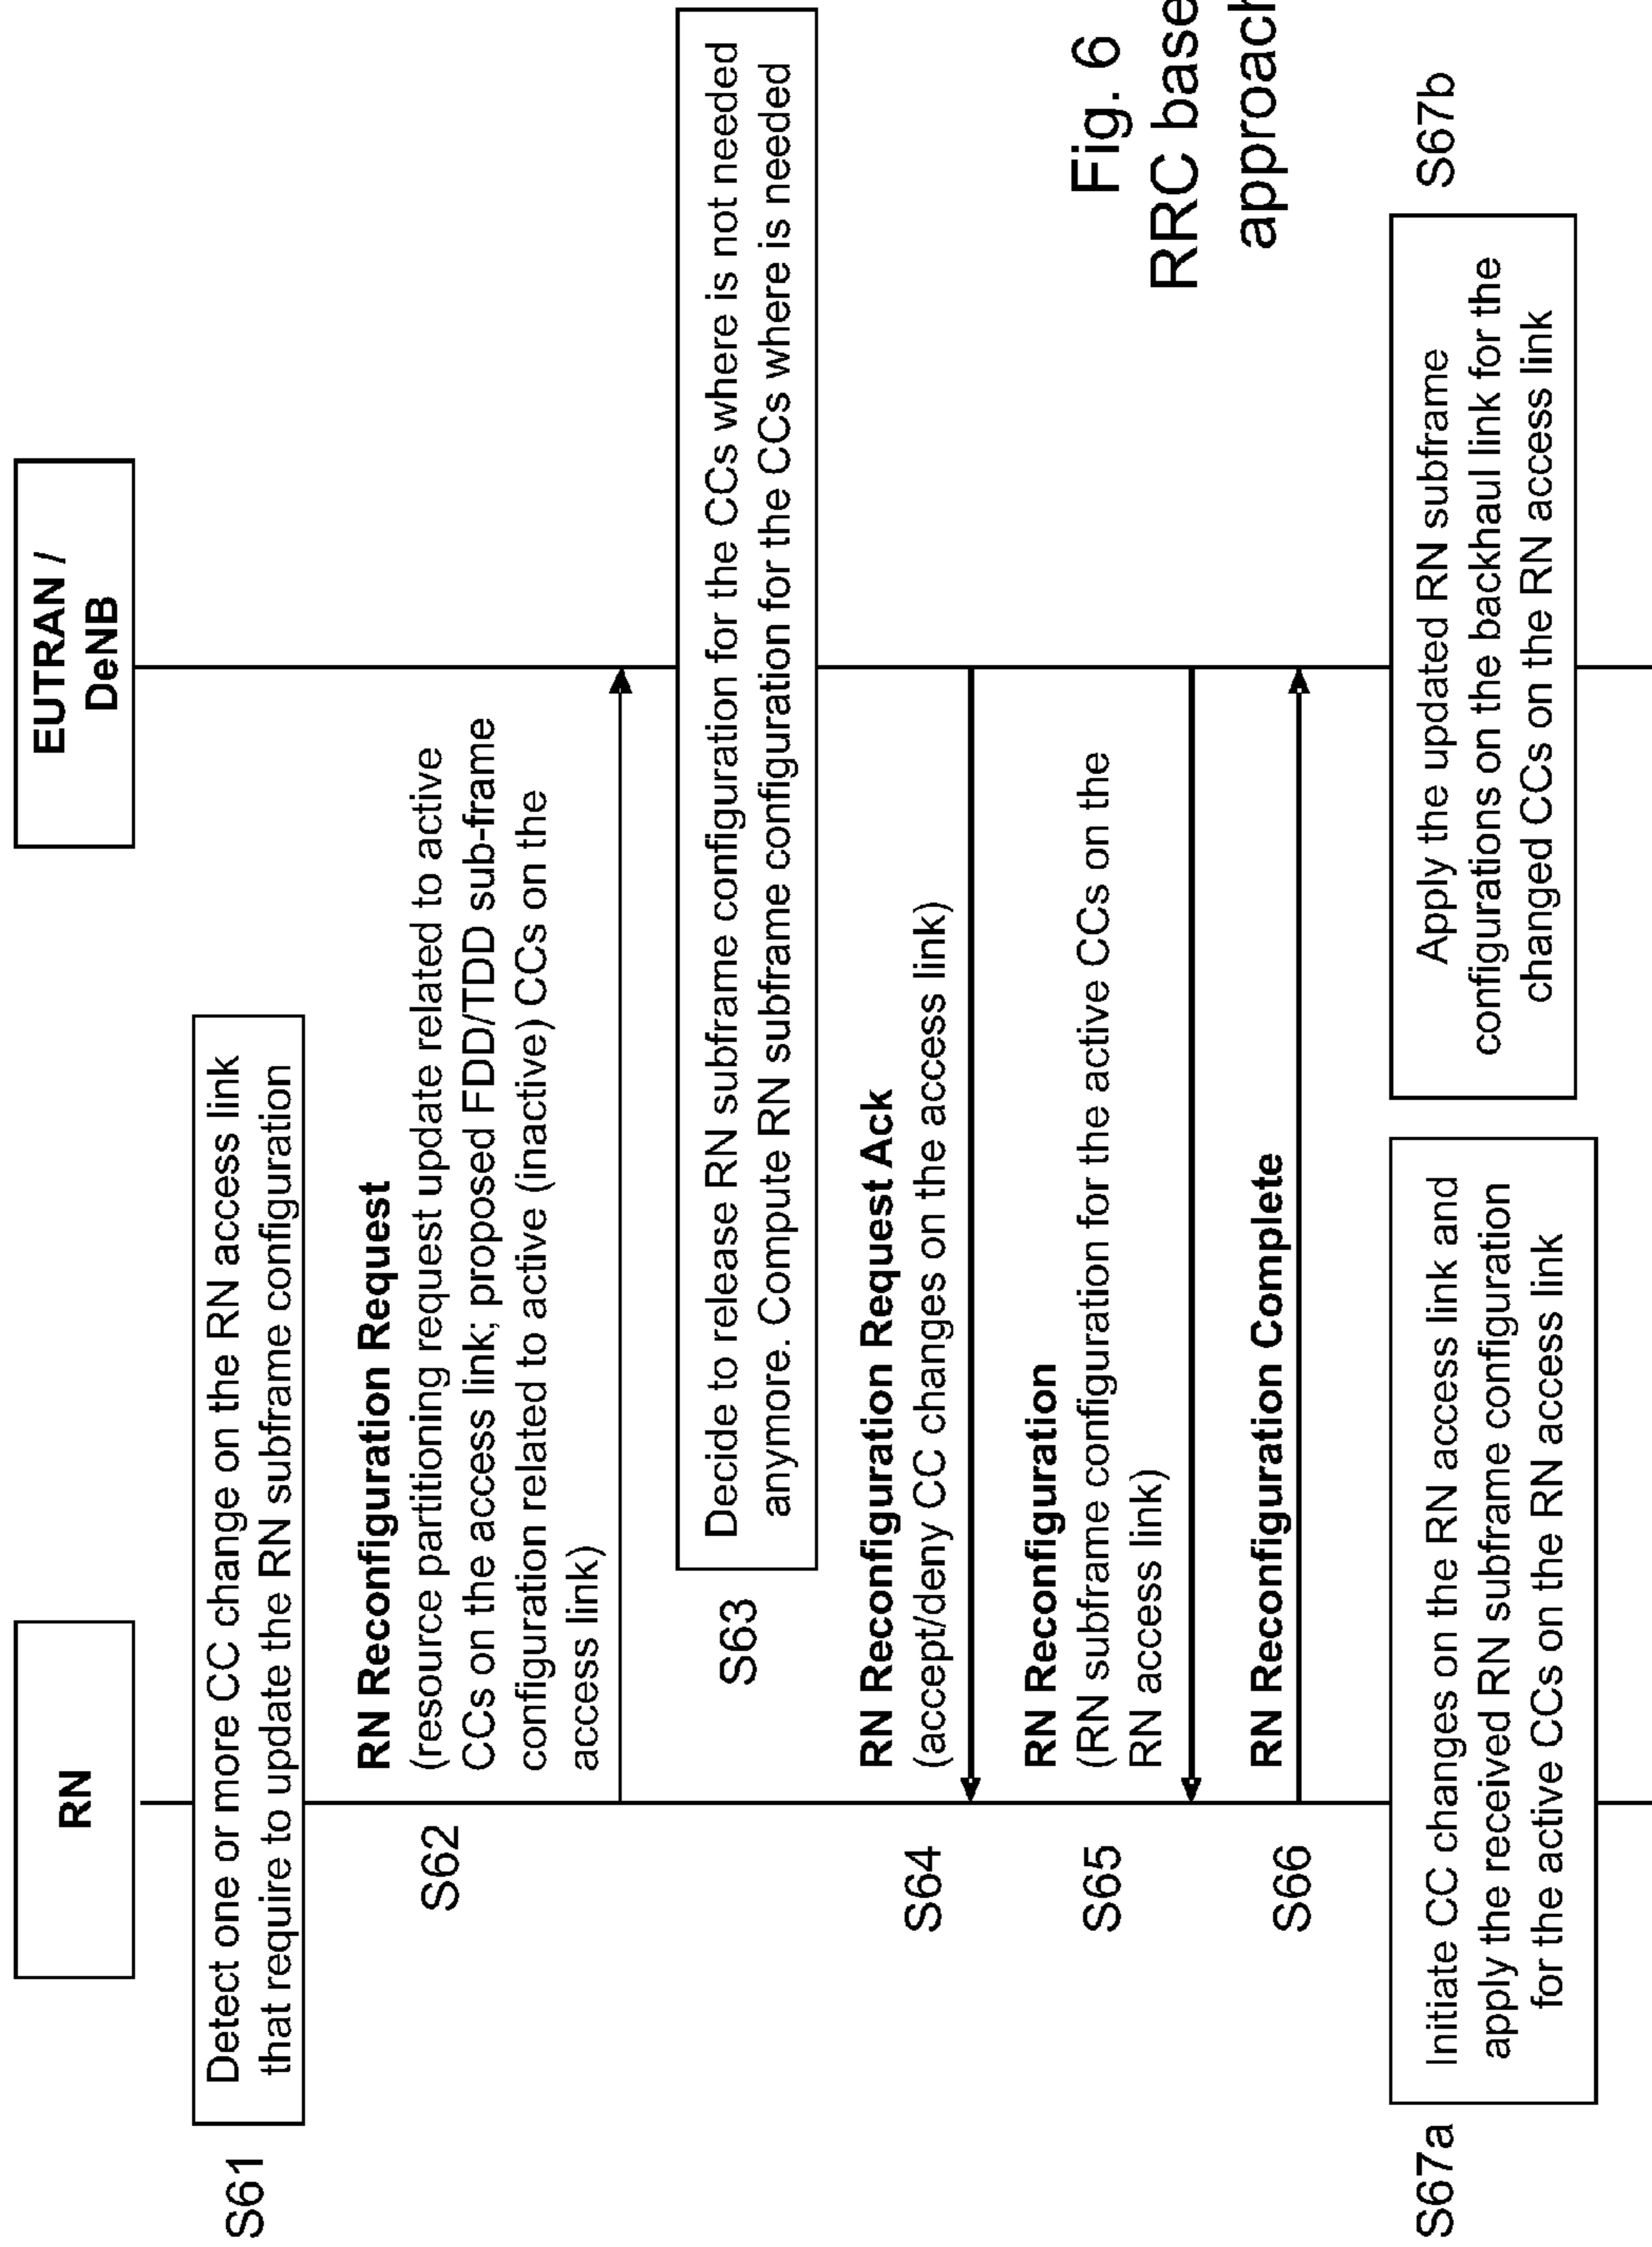 RN
EUTRAN /
DeNB
S61
Detect one or more CC change on the RN access link
that require to update the RN subframe configuration
RN Reconfiguration Request
(resource partitioning request update related to active
CCs on the access link; proposed FDD/TDD sub-frame
configuration related to active (inactive) CCs on the
access link)
S62
S63
Decide to release RN subframe configuration for the CCs where is not needed
anymore. Compute RN subframe configuration for the CCs where is needed
RN Reconfiguration Request Ack
(accept/deny CC changes on the access link)
S64
RN Reconfiguration
(RN subframe configuration for the active CCs on the
RN access link)
S65
RN Reconfiguration Complete
S66
Fig. 6
RRC base
approach
S67a
Initiate CC changes on the RN access link and
apply the received RN subframe configuration
for the active CCs on the RN access link
Apply the updated RN subframe
configurations on the backhaul link for the
changed CCs on the RN access link
S67b